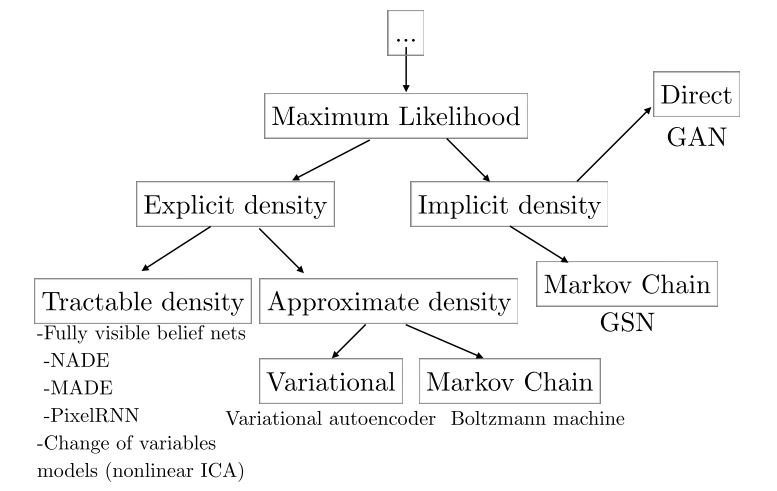 ...
Maximum Likelihood
Direct
GAN
Explicit density
Implicit density
Tractable density
Approximate density
Markov Chain
GSN
-Fully visible belief nets
-NADE
-MADE
-PixelRNN
-Change of variables
models (nonlinear ICA)
Variational
Markov Chain
Variational autoencoder
Boltzmann machine